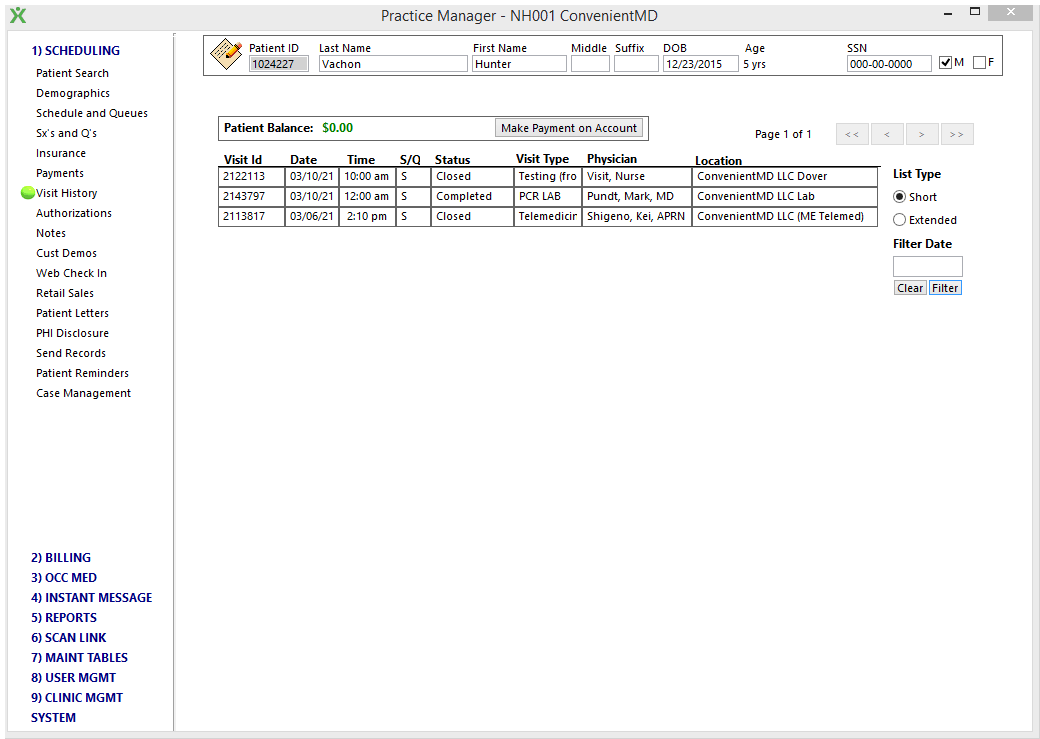 Practice Manager - NH001 ConvenientMD
1) SCHEDULING
Patient Search
Demographics
Schedule and Queues
Sx's and Q's
Insurance
Payments
Visit History
Authorizations
Notes
Cust Demos
Web Check In
Retail Sales
Patient Letters
PHI Disclosure
Send Records
Patient Reminders
Case Management
2) BILLING
3) OCC MED
4) INSTANT MESSAGE
5) REPORTS
6) SCAN LINK
7) MAINT TABLES
8) USER MGMT
9) CLINIC MGMT
SYSTEM
Patient ID Last Name First Name Middle Suffix DOB Age SSN
1024227 Vachon Hunter 12/23/2015 5 yrs 000-00-0000 M F
Patient Balance: $0.00 Make Payment on Account
Page 1 of 1 << < > >>
Visit Id Date Time S/Q Status Visit Type Physician Location
2122113 03/10/21 10:00 am S Closed Testing (fro Visit, Nurse ConvenientMD LLC Dover
2143797 03/10/21 12:00 am S Completed PCR LAB Pundt, Mark, MD ConvenientMD LLC Lab
2113817 03/06/21 2:10 pm S Closed Telemedicin Shigeno, Kei, APRN ConvenientMD LLC (ME Telemed)
List Type
Short
Extended
Filter Date
Clear Filter